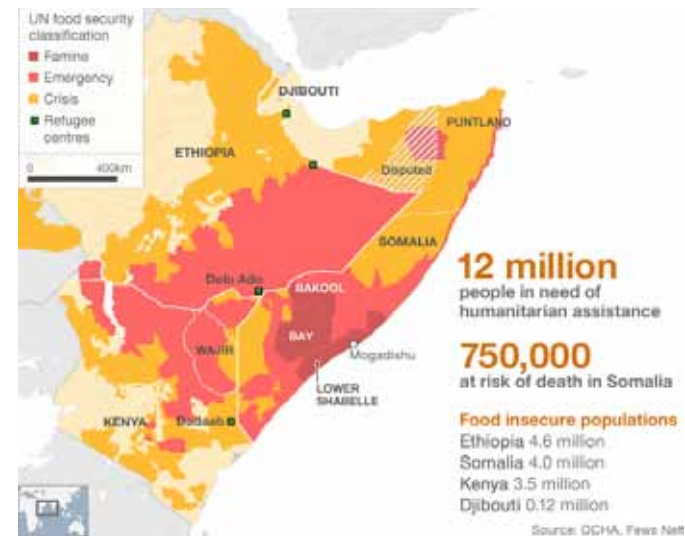 UN food security
classification
Famine
Emergency
Crisis
Refugee
centres
0 400km
DJIBOUTI
PUNTLAND
ETHIOPIA
Disputed
SOMALIA
Dolo Ado
BAKOOL
BAY
WAJIR
Mogadishu
LOWER
SHABELLE
KENYA
Dadaab
12 million
people in need of
humanitarian assistance
750,000
at risk of death in Somalia
Food insecure populations
Ethiopia 4.6 million
Somalia 4.0 million
Kenya 3.5 million
Djibouti 0.12 million
Source: OCHA, Fews Nett